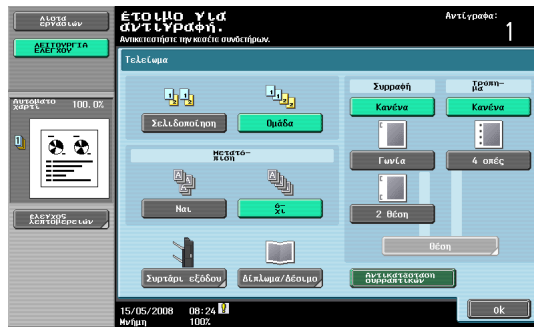 Λίστα
εργασιών
ΛΕΙΤΟΥΡΓΙΑ
ΕΛΕΓΧΟΥ
Αυτόματο
χαρτί 100.0%
έλεγχος
λεπτομερειών
έτοιμο για
αντιγραφή.
Αντικαταστήστε την κασέτα συνδετήρων.
Αντίγραφα:
1
Τελείωμα
Σελιδοποίηση
Ομάδα
Μετατό-
πιση
Ναι
ό-
χι
Συρτάρι εξόδου
Δίπλωμα/Δέσιμο
Συρραφή
Κανένα
Γωνία
2 θέση
Τρύπη-
μα
Κανένα
4 οπές
θέση
Αντικατάσταση
συρραπτικών
15/05/2008 08:24
Μνήμη 100%
ok